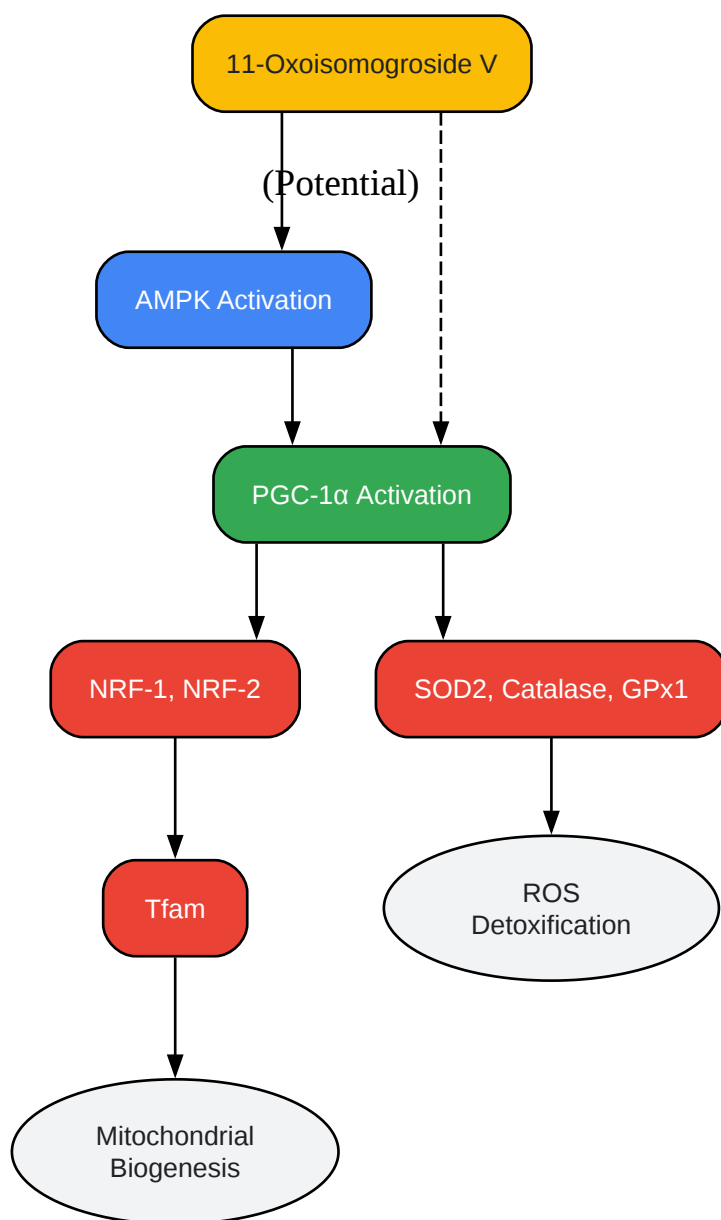 11-Oxoisomogroside V
(Potential)
AMPK Activation
PGC-1α Activation
NRF-1, NRF-2
SOD2, Catalase, GPx1
Tfam
ROS
Detoxification
Mitochondrial
Biogenesis